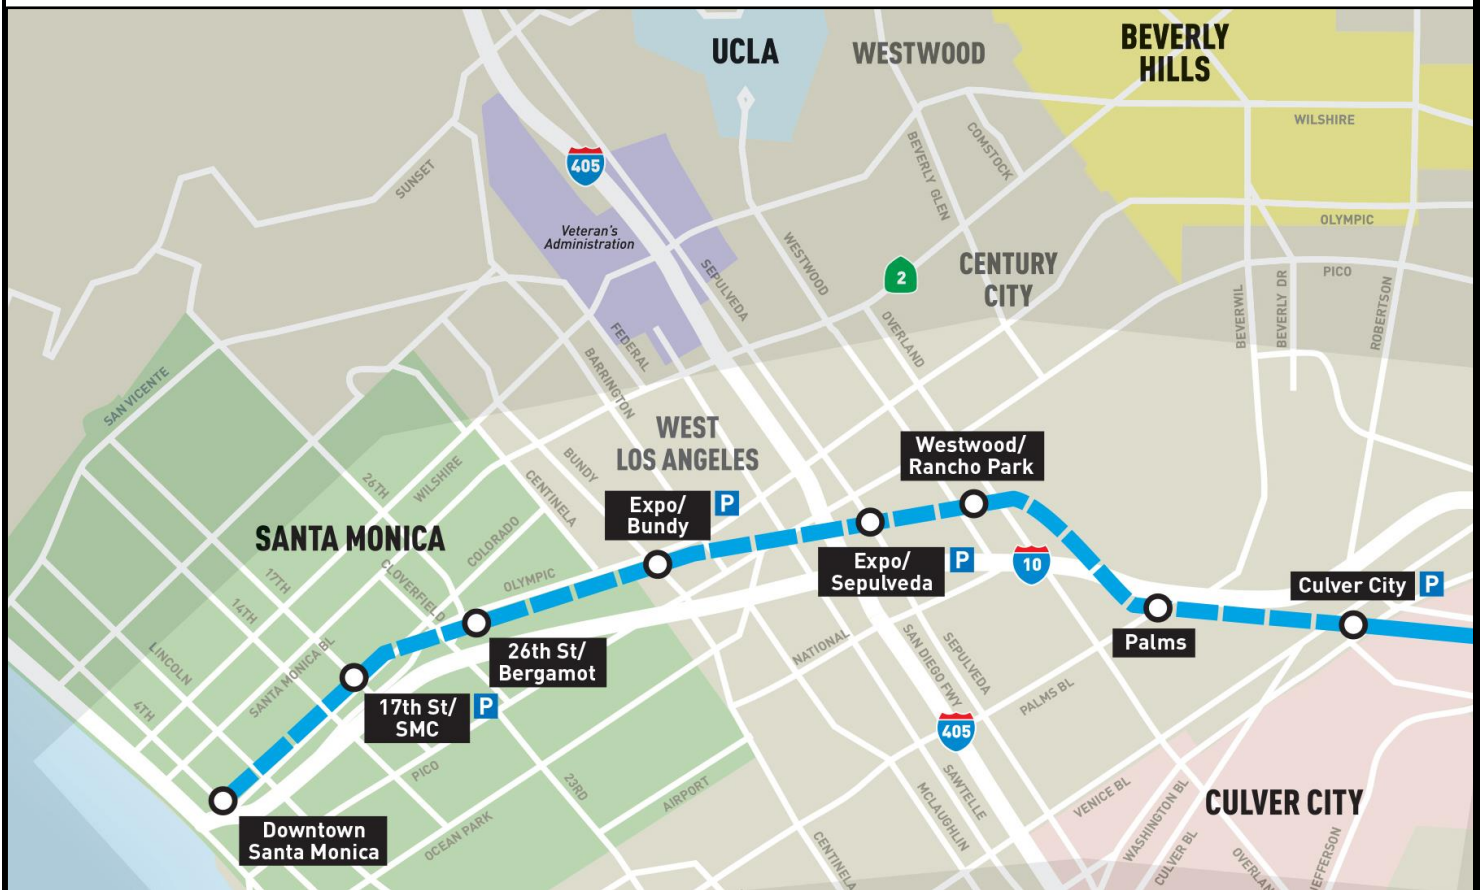 UCLA
WESTWOOD
BEVERLY
HILLS
WILSHIRE
BEVERLY GLEN
COMSTOCK
405
SUNSET
Veteran's
Administration
OLYMPIC
WESTWOOD
SEPULVEDA
2
CENTURY
CITY
PICO
BEVERWIL
BEVERLY DR
ROBERTSON
OVERLAND
FEDERAL
BARRINGTON
SAN VICENTE
WEST
LOS ANGELES
BUNDY
CENTINELA
WILSHIRE
26TH
COLORADO
Westwood/
Rancho Park
Expo/
Bundy
P
SANTA MONICA
CLOVERFIELD
OLYMPIC
Expo/
Sepulveda
P
10
Culver City
P
17TH
14TH
LINCOLN
4TH
SANTA MONICA BL
26th St/
Bergamot
17th St/
SMC
P
NATIONAL
SAN DIEGO FWY
SEPULVEDA
Palms
PALMS BL
405
PICO
23RD
AIRPORT
OCEAN PARK
Downtown
Santa Monica
CENTINELA
MCLAUGHLIN
SAWTELLE
VENICE BL
WASHINGTON BL
CULVER BL
CULVER CITY
OVERLAN
EFFERSON